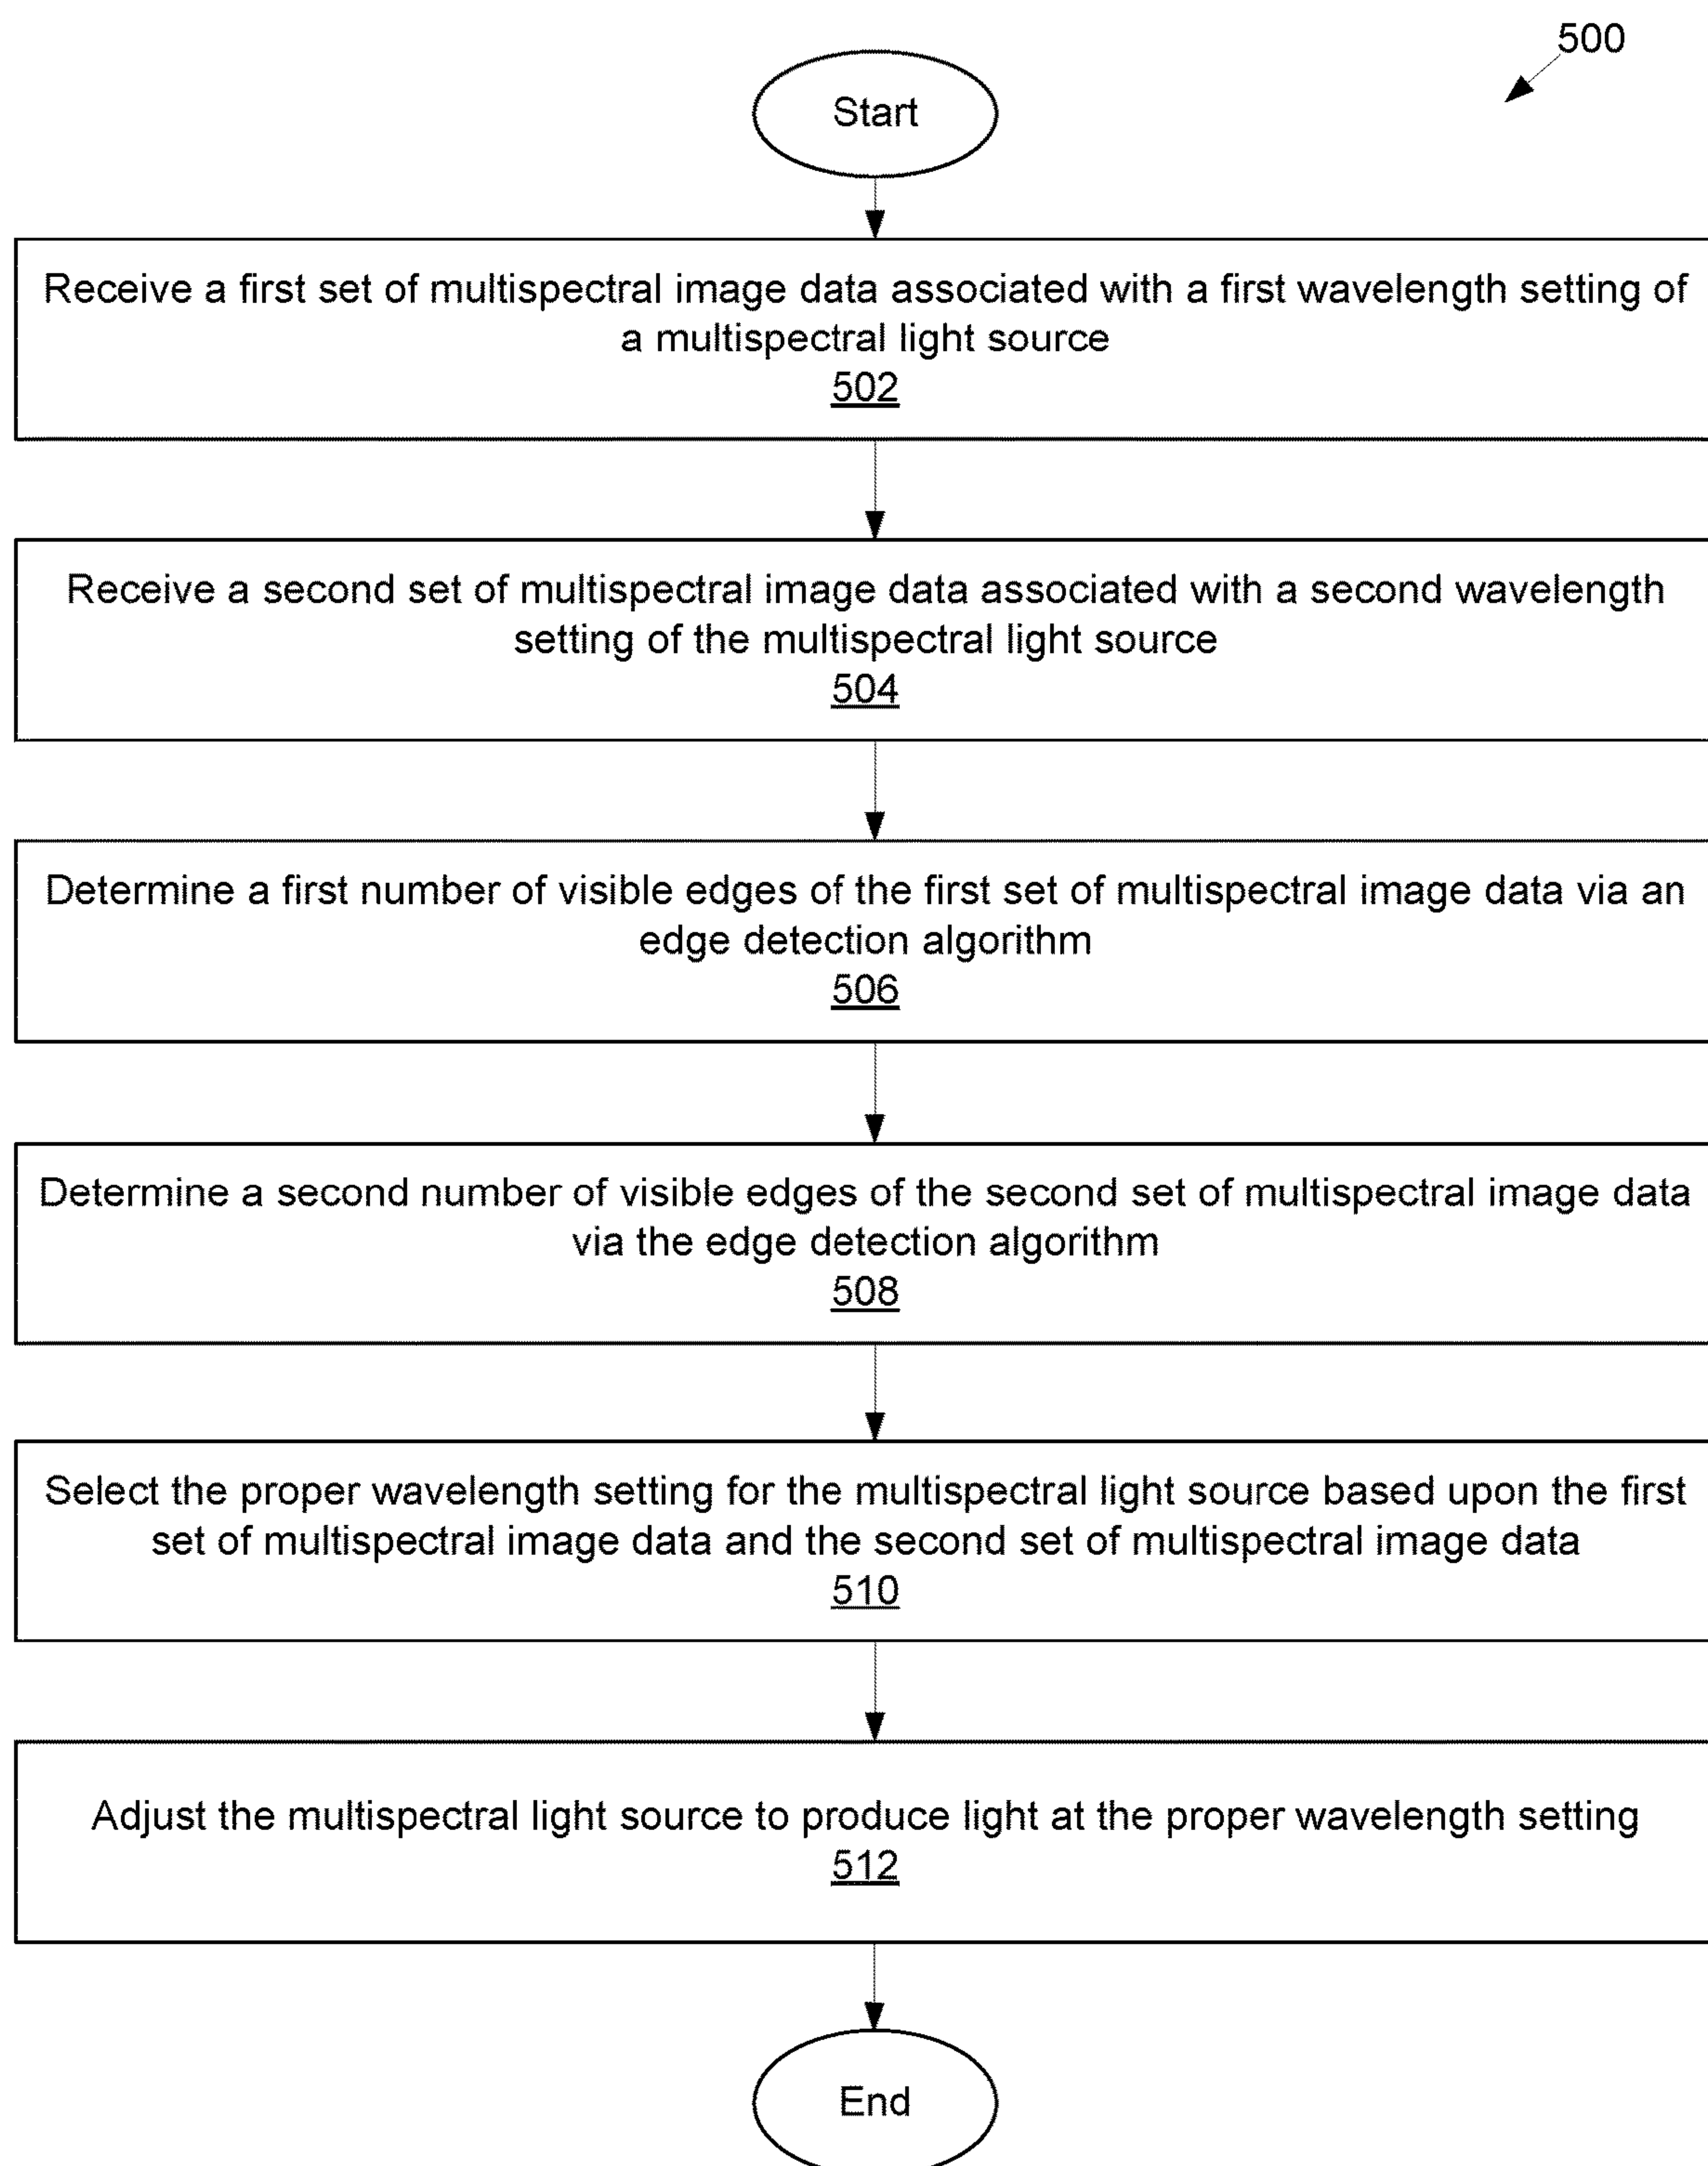 500
Start
Receive a first set of multispectral image data associated with a first wavelength setting of
a multispectral light source
502
Receive a second set of multispectral image data associated with a second wavelength
setting of the multispectral light source
504
Determine a first number of visible edges of the first set of multispectral image data via an
edge detection algorithm
506
Determine a second number of visible edges of the second set of multispectral image data
via the edge detection algorithm
508
Select the proper wavelength setting for the multispectral light source based upon the first
set of multispectral image data and the second set of multispectral image data
510
Adjust the multispectral light source to produce light at the proper wavelength setting
512
End